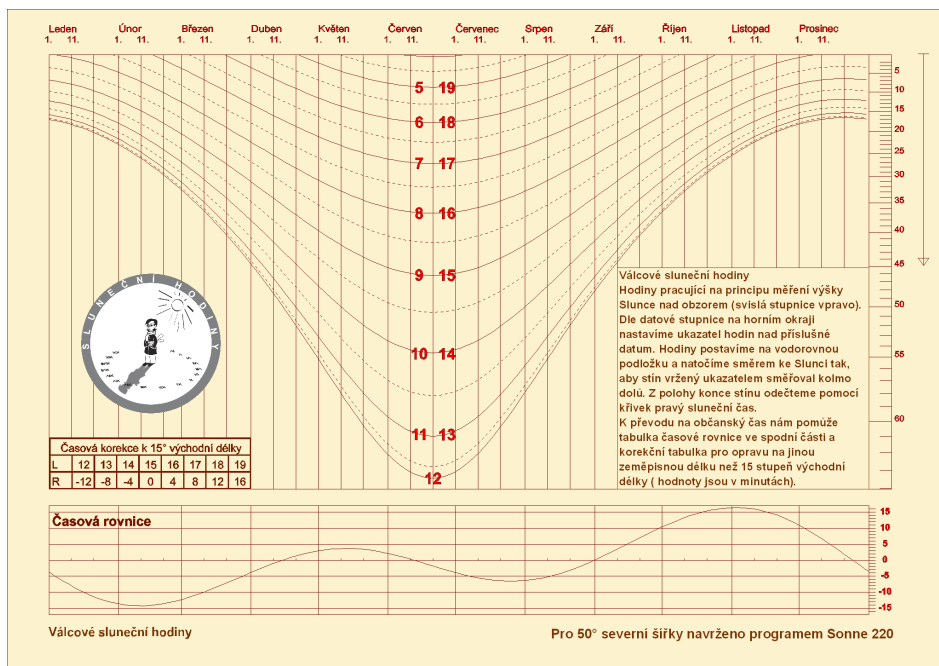 Leden Únor Březen Duben Květen Červen Červenec Srpen Září Říjen Listopad Prosinec
1. 11. 1. 11. 1. 11. 1. 11. 1. 11. 1. 11. 1. 11. 1. 11. 1. 11. 1. 11. 1. 11. 1. 11.
5 19
6 18
7 17
8 16
9 15
10 14
11 13
12
5
10
15
20
25
30
35
40
45
50
55
60
SLUNEČNÍ HODINY
Válcové sluneční hodiny
Hodiny pracující na principu měření výšky
Slunce nad obzorem (svislá stupnice vpravo).
Dle datové stupnice na horním okraji
nastavíme ukazatel hodin nad příslušné
datum. Hodiny postavíme na vodorovnou
podložku a natočíme směrem ke Slunci tak,
aby stín vržený ukazatelem směřoval kolmo
dolú. Z polohy konce stínu odečteme pomocí
křivek pravý sluneční čas.
K převodu na občanský čas nám pomůže
tabulka časové rovnice ve spodní části a
korekční tabulka pro opravu na jinou
zeměpisnou délku než 15 stupeň východní
délky ( hodnoty jsou v minutách).
Časová korekce k 15° východní délky
L 12 13 14 15 16 17 18 19
R -12 -8 -4 0 4 8 12 16
Časová rovnice
15
10
5
0
-5
-10
-15
Válcové sluneční hodiny
Pro 50° severní šířky navrženo programem Sonne 220